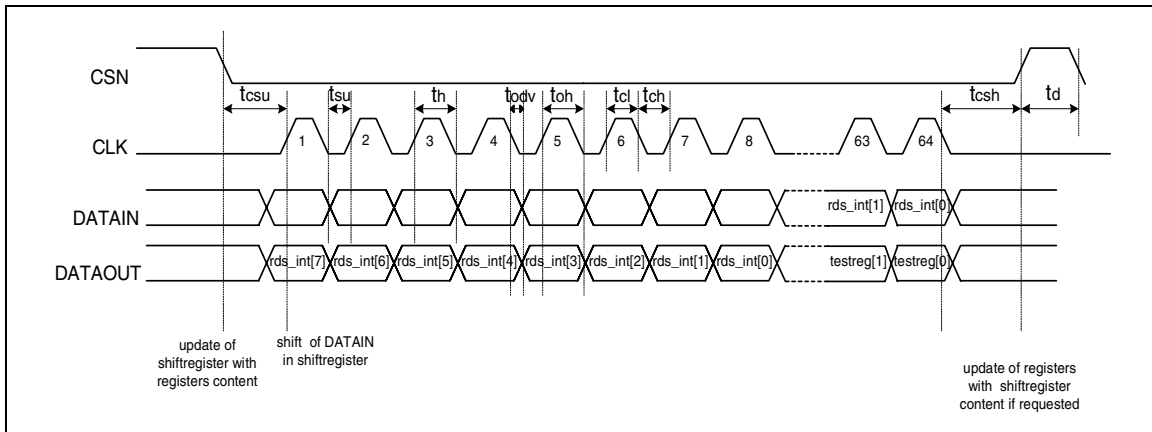 CSN
tcsu
tsu
th
todv
toh
tcl
tch
tcsh
td
CLK
1
2
3
4
5
6
7
8
63
64
DATAIN
rds_int[1]
rds_int[0]
DATAOUT
rds_int[7]
rds_int[6]
rds_int[5]
rds_int[4]
rds_int[3]
rds_int[2]
rds_int[1]
rds_int[0]
testreg[1]
testreg[0]
update of
shiftregister with
registers content
shift of DATAIN
in shiftregister
update of registers
with shiftregister
content if requested